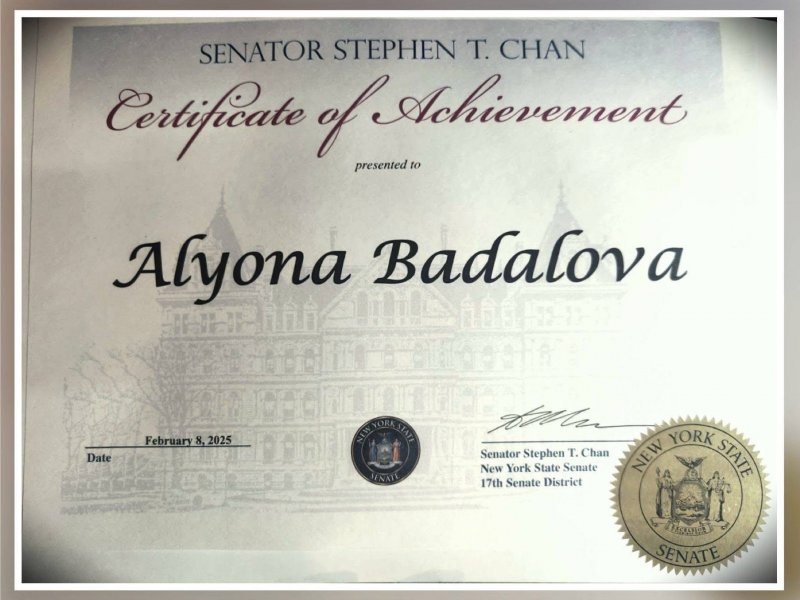 SENATOR STEPHEN T. CHAN
Certificate of Achievement
presented to
Alyona Badalova
February 8, 2025
Date
NEW YORK STATE
SENATE
Senator Stephen T. Chan
New York State Senate
17th Senate District
NEW YORK STATE
EXCELSIOR
SENATE